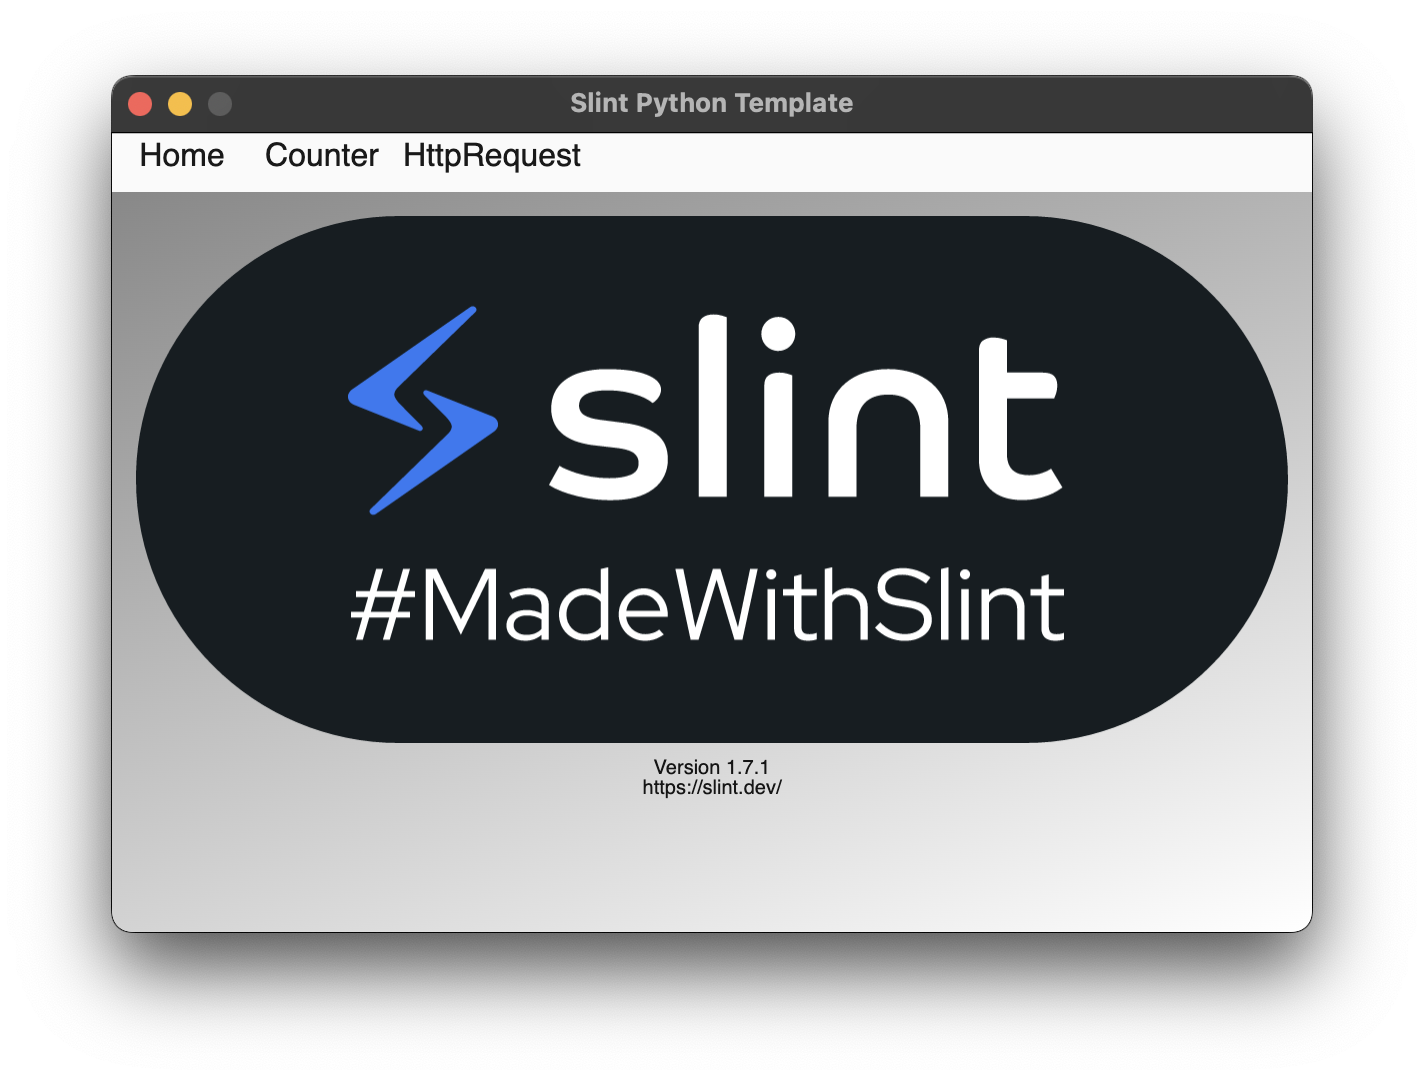 Slint Python Template
Home Counter HttpRequest
slint
#MadeWithSlint
Version 1.7.1
https://slint.dev/